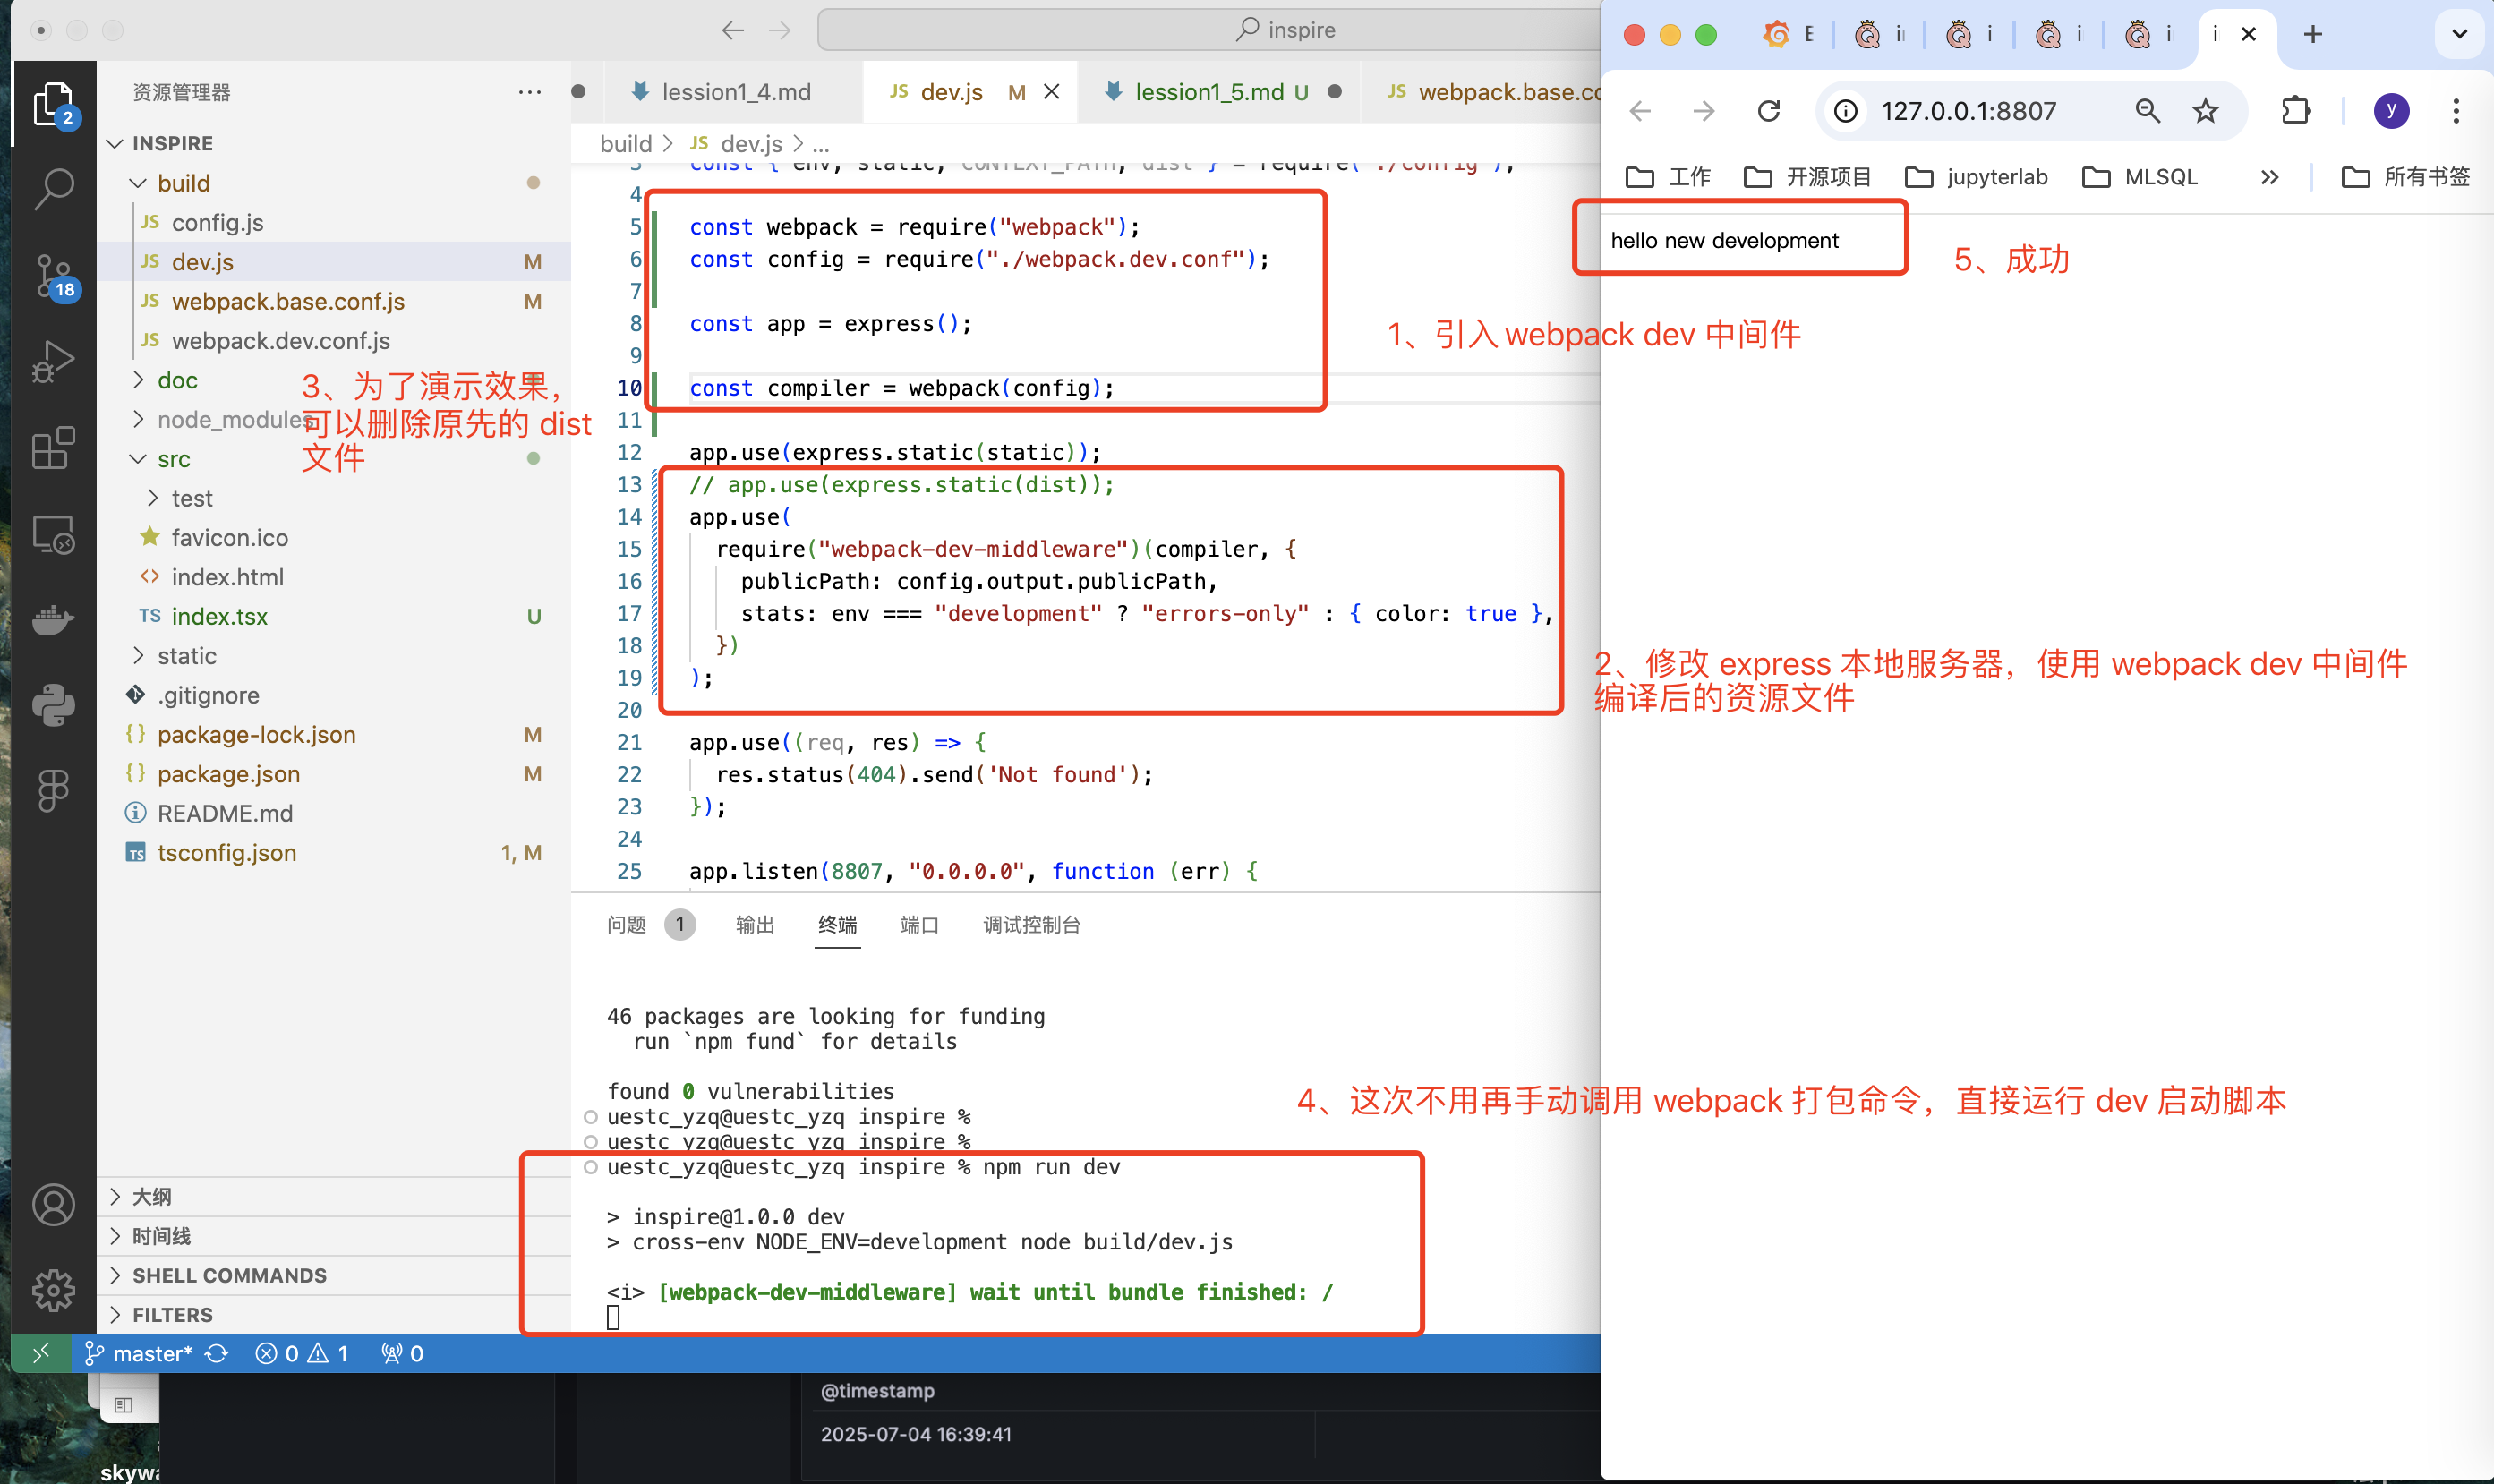 inspire
资源管理器
INSPIRE
build
config.js
dev.js M
webpack.base.conf.js M
webpack.dev.conf.js
doc
node_modules
src
test
favicon.ico
index.html
index.tsx U
static
.gitignore
package-lock.json M
package.json M
README.md
tsconfig.json 1, M
大纲
时间线
SHELL COMMANDS
FILTERS
2
18
3、为了演示效果，
可以删除原先的 dist
文件
lession1_4.md
JS dev.js M
lession1_5.md U
JS webpack.base.co
build > JS dev.js > ...
3 const { env, static, CONTEXT_PATH, dist } = require("./config");
4
5 const webpack = require("webpack");
6 const config = require("./webpack.dev.conf");
7
8 const app = express();
9
10 const compiler = webpack(config);
11
12 app.use(express.static(static));
13 // app.use(express.static(dist));
14 app.use(
15 require("webpack-dev-middleware")(compiler, {
16 publicPath: config.output.publicPath,
17 stats: env === "development" ? "errors-only" : { color: true },
18 })
19 );
20
21 app.use((req, res) => {
22 res.status(404).send('Not found');
23 });
24
25 app.listen(8807, "0.0.0.0", function (err) {
1、引入 webpack dev 中间件
2、修改 express 本地服务器，使用 webpack dev 中间件
编译后的资源文件
问题 1 输出 终端 端口 调试控制台
46 packages are looking for funding
run `npm fund` for details
found 0 vulnerabilities
uestc_yzq@uestc_yzq inspire %
uestc_yzq@uestc_yzq inspire %
uestc_yzq@uestc_yzq inspire % npm run dev
> inspire@1.0.0 dev
> cross-env NODE_ENV=development node build/dev.js
<i> [webpack-dev-middleware] wait until bundle finished: /
4、这次不用再手动调用 webpack 打包命令，直接运行 dev 启动脚本
master* 0 1 0
127.0.0.1:8807
y
工作 开源项目 jupyterlab MLSQL » 所有书签
hello new development
5、成功
@timestamp
2025-07-04 16:39:41
skywa